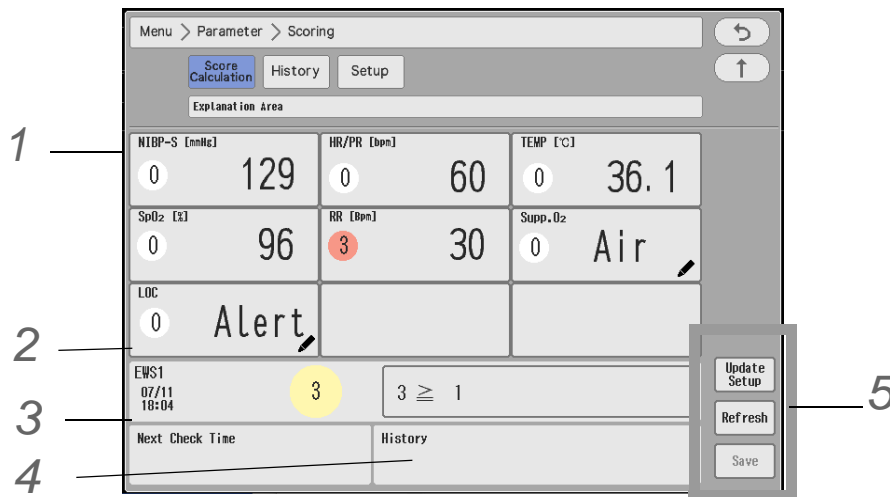 Menu > Parameter > Scoring
Score
Calculation
History
Setup
Explanation Area
1
NIBP-S [mmHg]
0
129
HR/PR [bpm]
0
60
TEMP [℃]
0
36.1
SpO₂ [%]
0
96
RR [Bpm]
3
30
Supp.O₂
0
Air
LOC
0
Alert
2
EWS1
07/11
18:04
3
3 ≧ 1
3
Next Check Time
History
4
Update
Setup
Refresh
Save
5